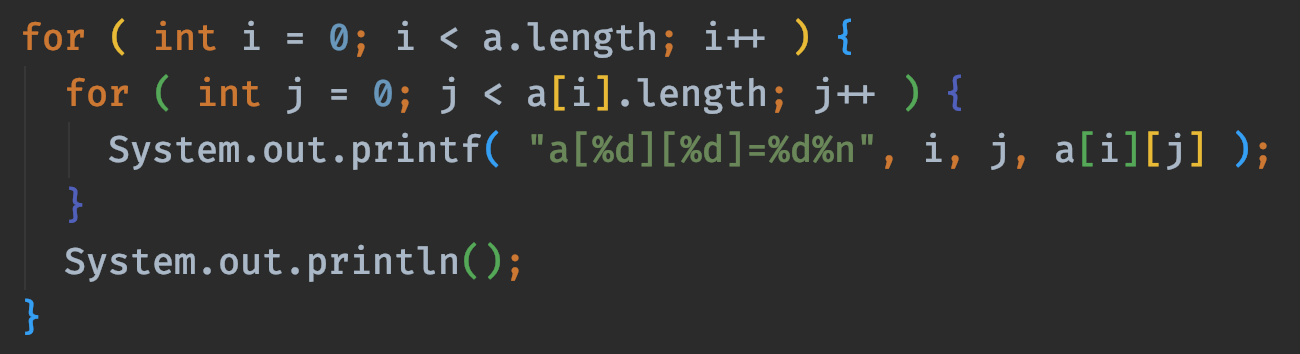 for ( int i = 0; i < a.length; i++ ) {
  for ( int j = 0; j < a[i].length; j++ ) {
    System.out.printf( "a[%d][%d]=%d%n", i, j, a[i][j] );
  }
  System.out.println();
}